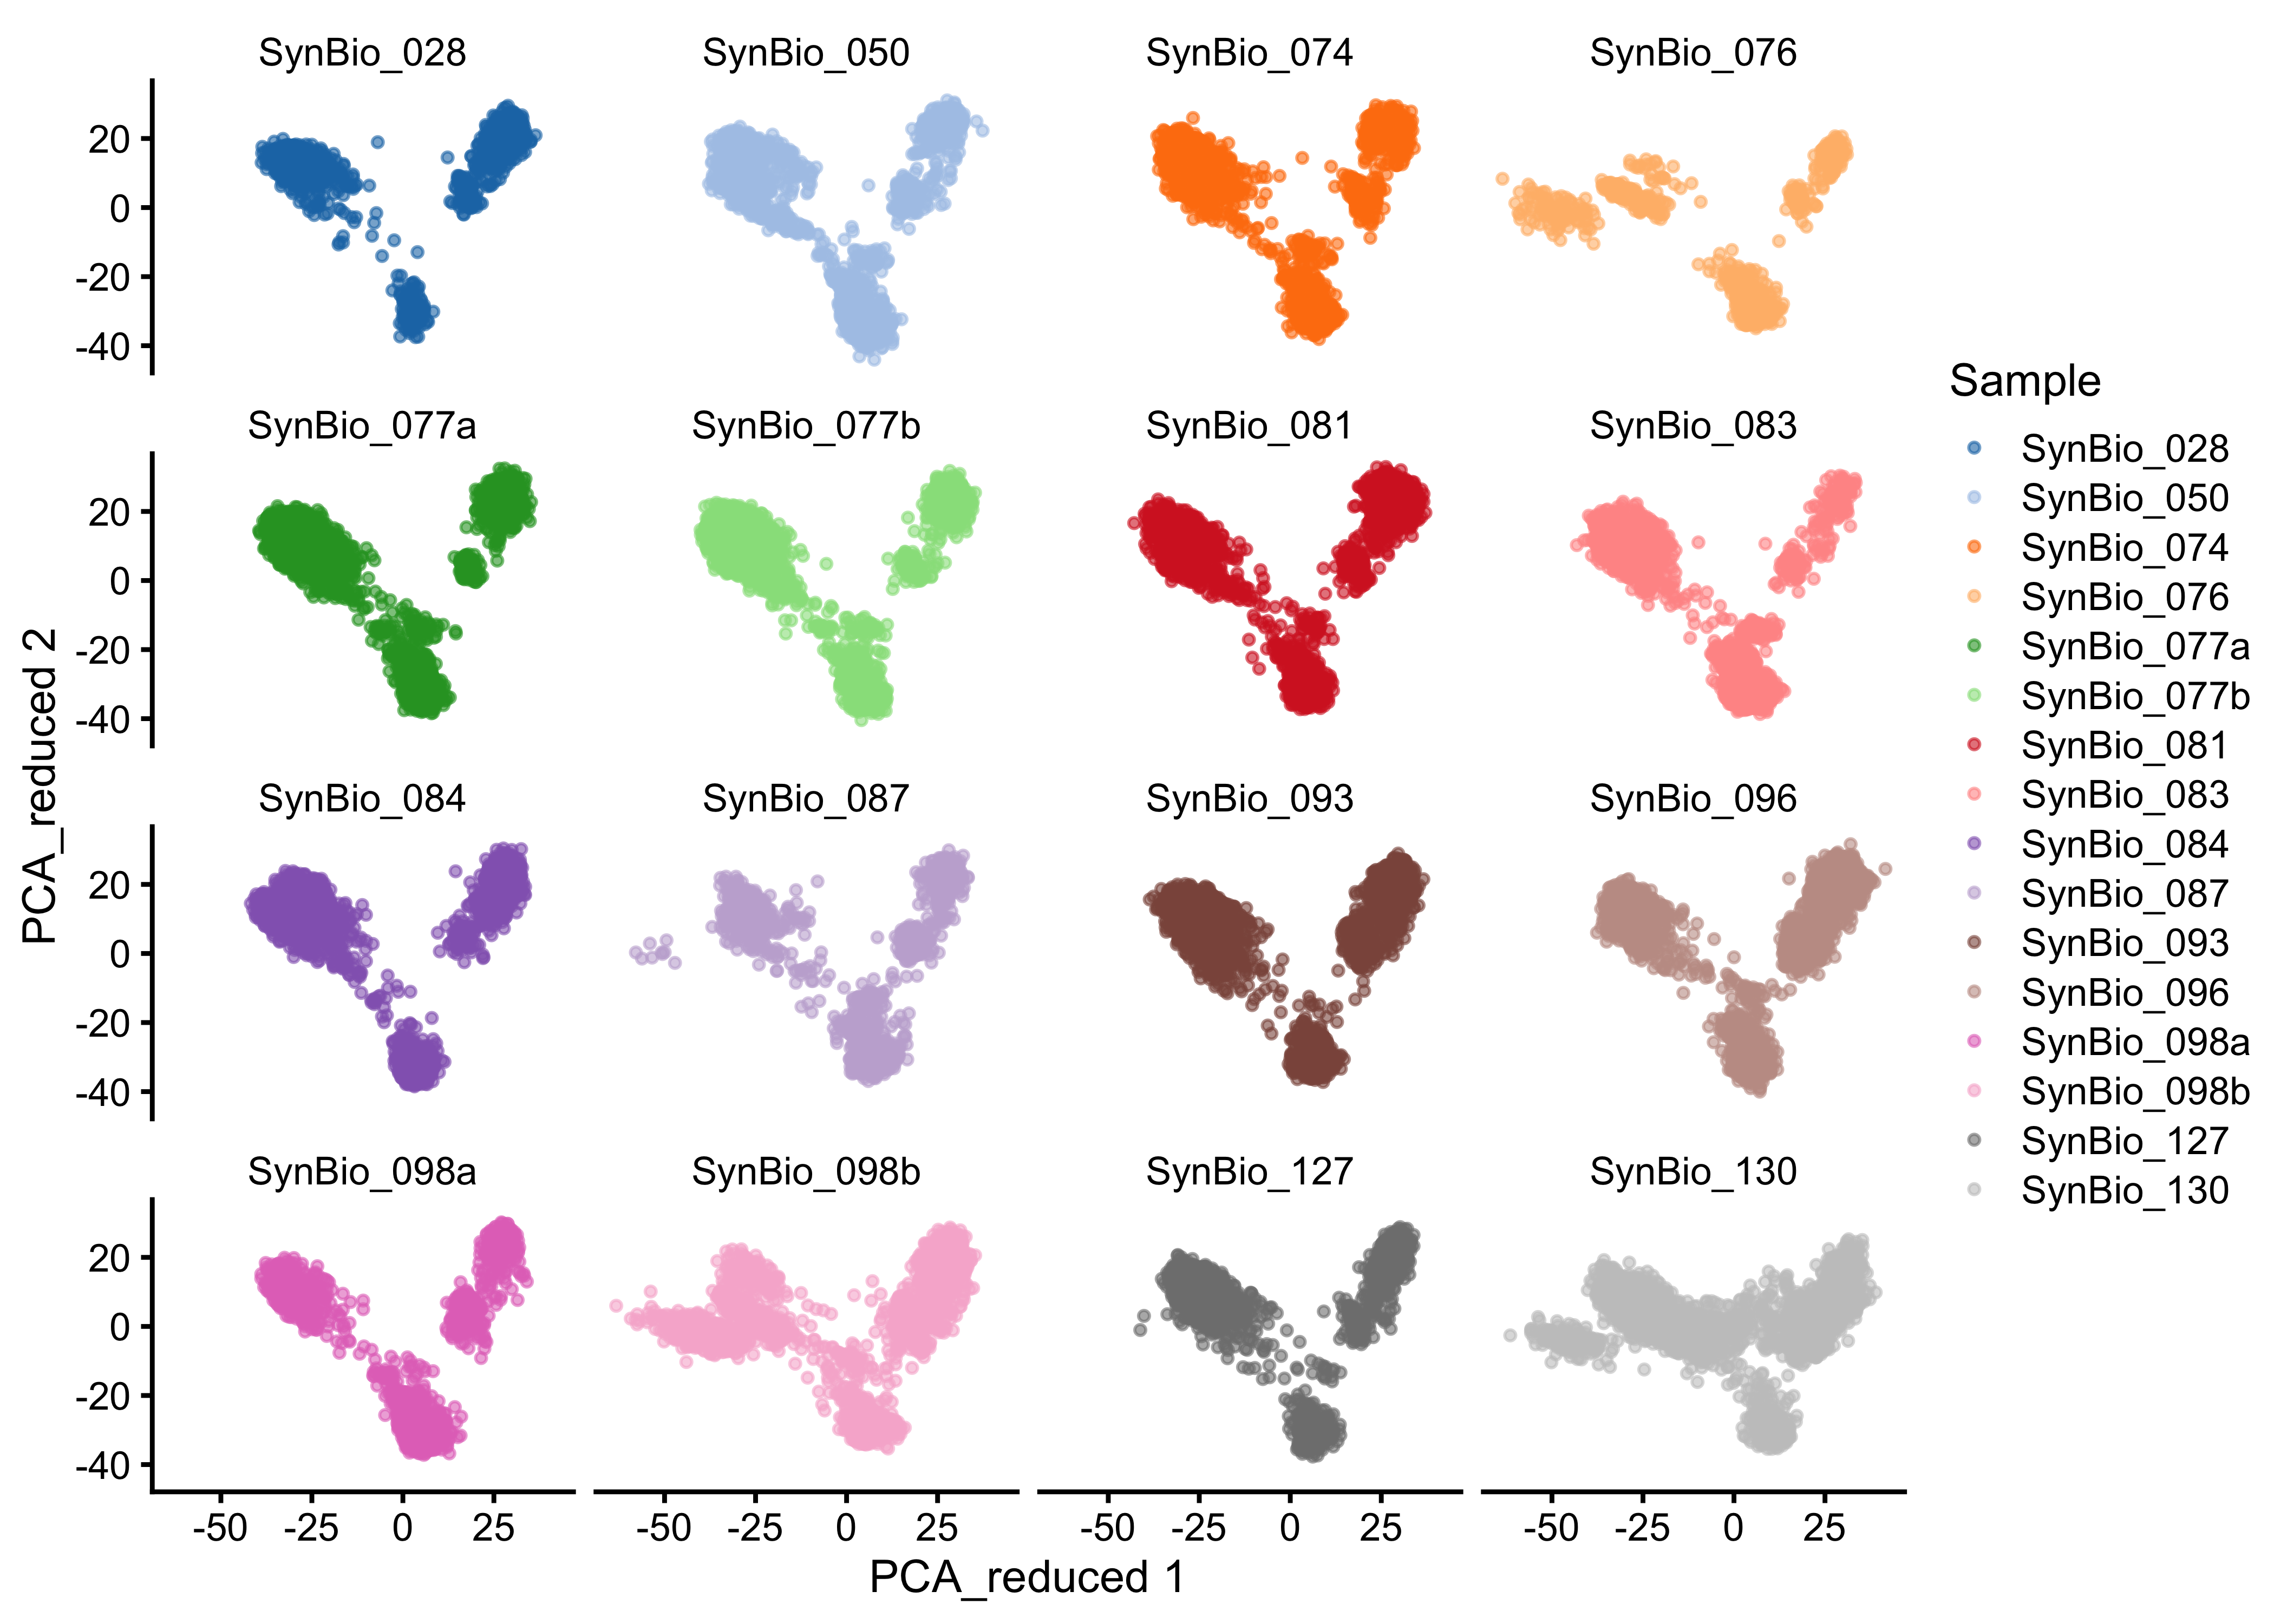 SynBio_028 SynBio_050 SynBio_074 SynBio_076
20
0
-20
-40
SynBio_077a SynBio_077b SynBio_081 SynBio_083
20
0
-20
-40
SynBio_084 SynBio_087 SynBio_093 SynBio_096
20
0
-20
-40
SynBio_098a SynBio_098b SynBio_127 SynBio_130
20
0
-20
-40
-50 -25 0 25 -50 -25 0 25 -50 -25 0 25 -50 -25 0 25
PCA_reduced 1
PCA_reduced 2
Sample
SynBio_028
SynBio_050
SynBio_074
SynBio_076
SynBio_077a
SynBio_077b
SynBio_081
SynBio_083
SynBio_084
SynBio_087
SynBio_093
SynBio_096
SynBio_098a
SynBio_098b
SynBio_127
SynBio_130